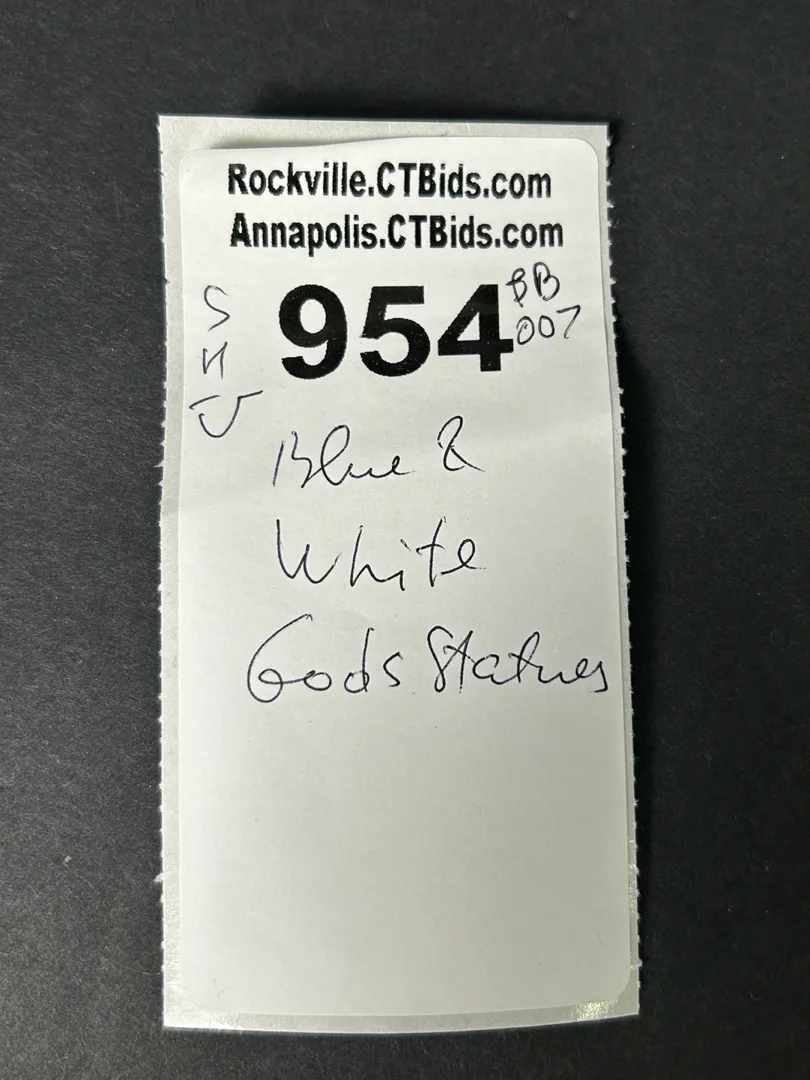 Rockville.CTBids.com
Annapolis.CTBids.com
954
BB
007
S
H
J
Blue &
White
Gods Statues